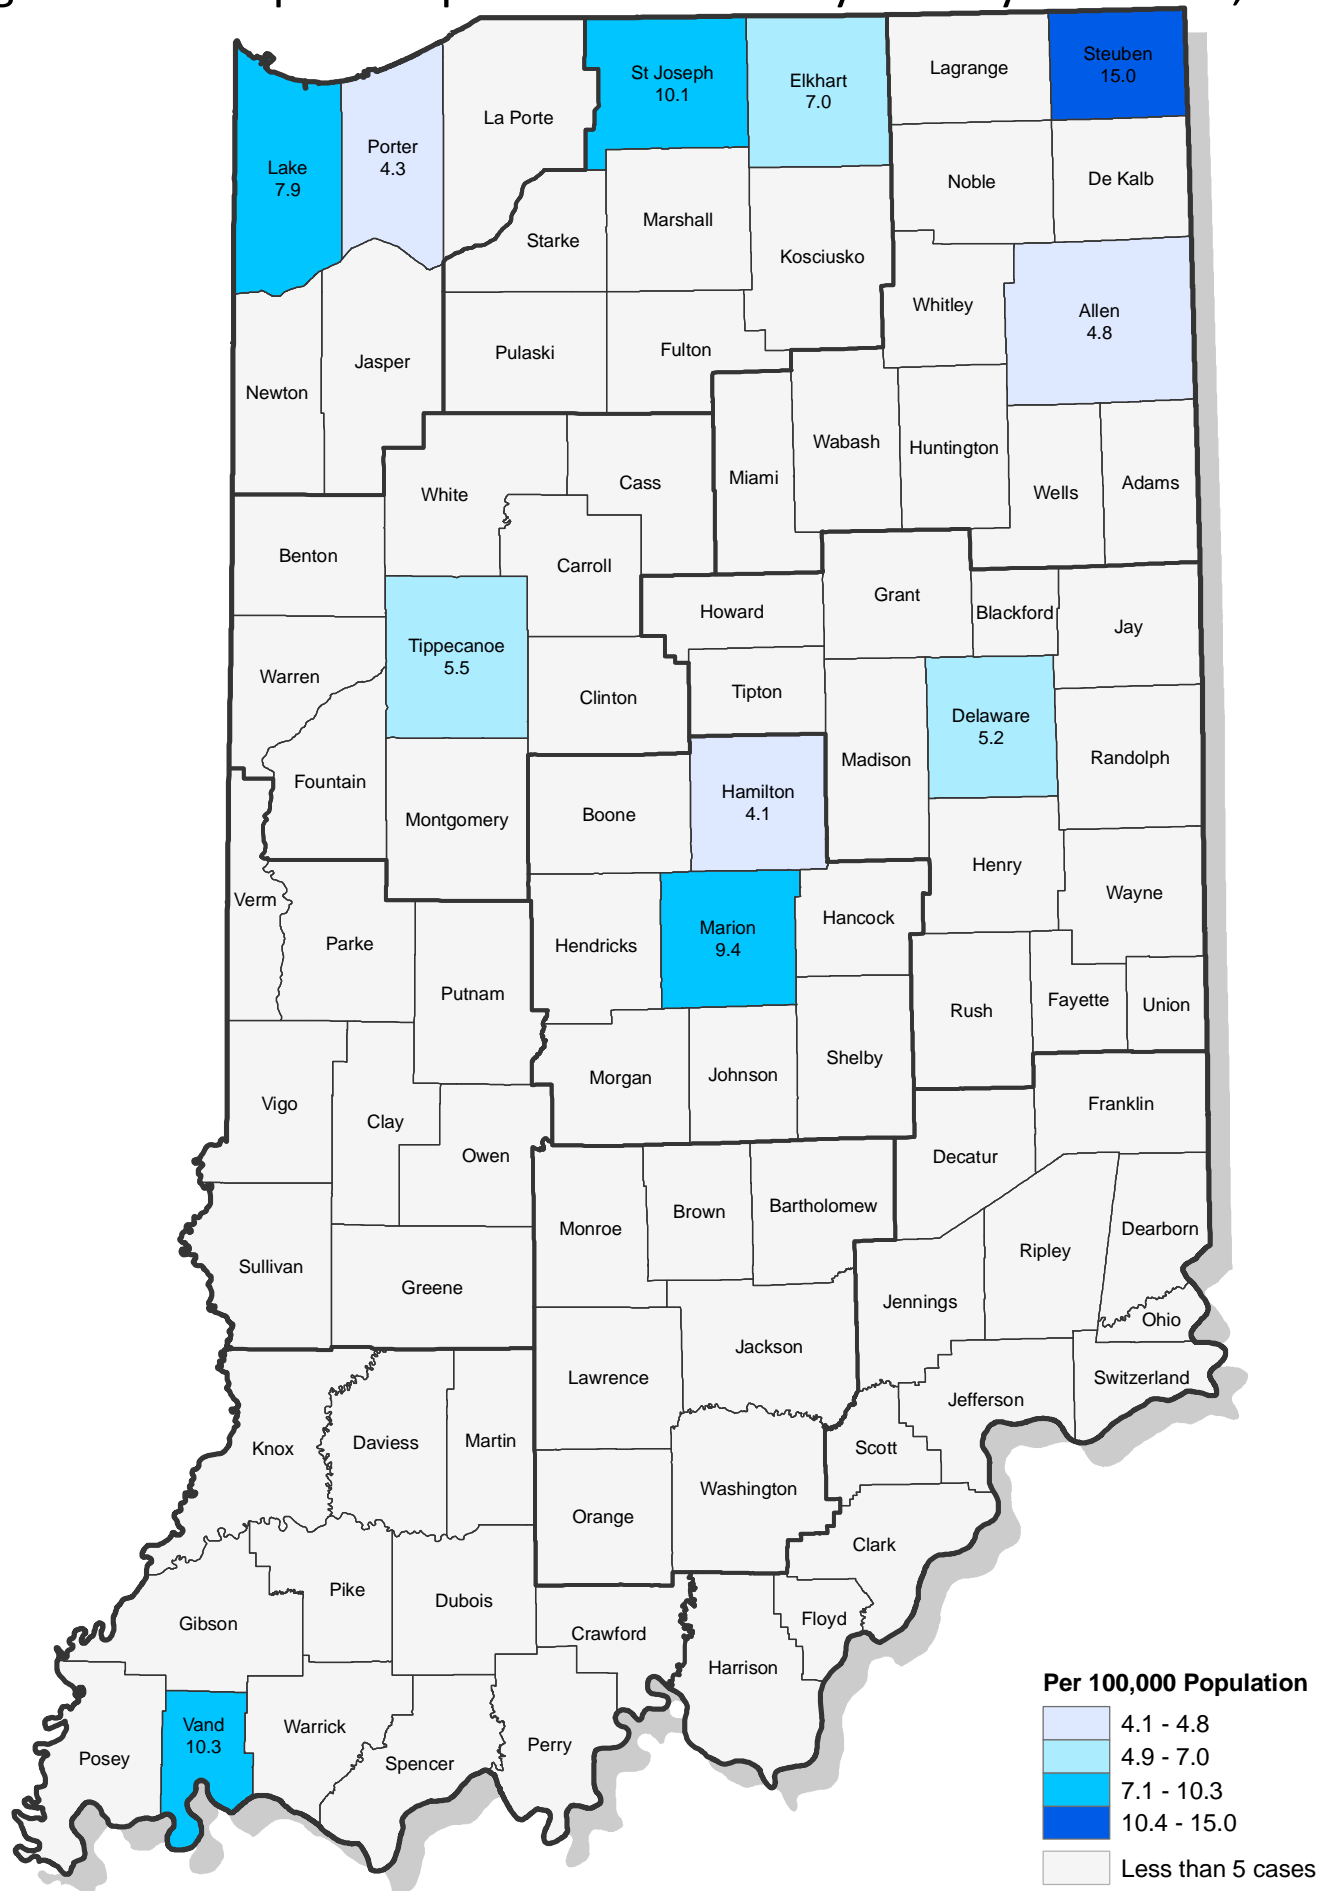 Steuben
15.0
St Joseph
10.1
Elkhart
7.0
Lagrange
La Porte
Porter
4.3
Lake
7.9
Noble
De Kalb
Marshall
Starke
Kosciusko
Whitley
Allen
4.8
Pulaski
Fulton
Jasper
Newton
Wabash
Huntington
Miami
Cass
White
Wells
Adams
Benton
Carroll
Grant
Howard
Blackford
Jay
Tippecanoe
5.5
Warren
Clinton
Tipton
Delaware
5.2
Madison
Randolph
Fountain
Hamilton
4.1
Boone
Montgomery
Henry
Wayne
Verm
Parke
Hendricks
Marion
9.4
Hancock
Putnam
Rush
Fayette
Union
Shelby
Morgan
Johnson
Vigo
Clay
Franklin
Owen
Decatur
Monroe
Brown
Bartholomew
Dearborn
Ripley
Sullivan
Greene
Jennings
Ohio
Jackson
Lawrence
Switzerland
Jefferson
Knox
Daviess
Martin
Scott
Washington
Orange
Clark
Pike
Dubois
Gibson
Floyd
Crawford
Harrison
Vand
10.3
Warrick
Posey
Spencer
Perry
Per 100,000 Population
4.1 - 4.8
4.9 - 7.0
7.1 - 10.3
10.4 - 15.0
Less than 5 cases